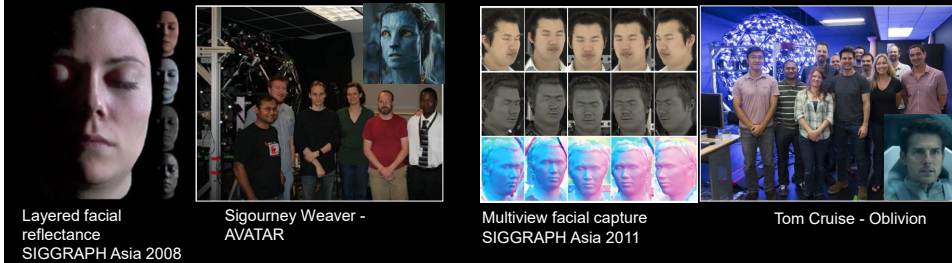 Layered facial
reflectance
SIGGRAPH Asia 2008
Sigourney Weaver -
AVATAR
Multiview facial capture
SIGGRAPH Asia 2011
Tom Cruise - Oblivion